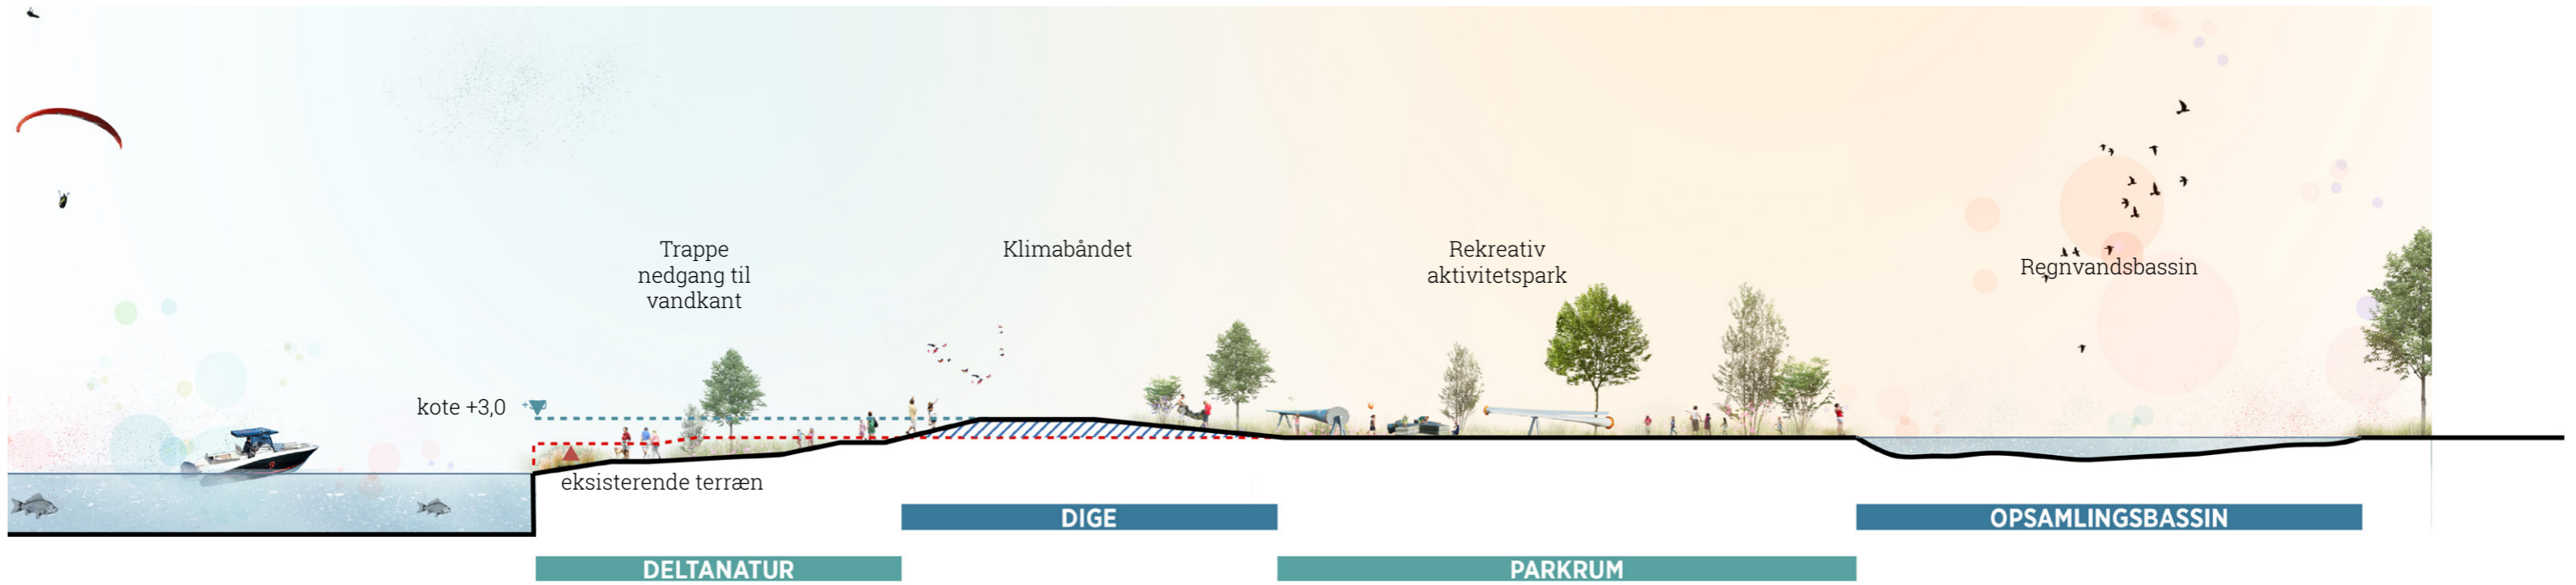 Trappe
nedgang til
vandkant
Klimabåndet
Rekreativ
aktivitetspark
Regnvandsbassin
kote +3,0
eksisterende terræn
DIGE
OPSAMLINGSBASSIN
DELTANATUR
PARKRUM